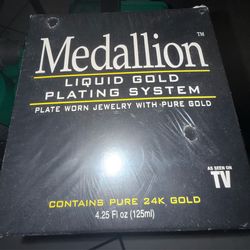 Medallion™
LIQUID GOLD
PLATING SYSTEM
PLATE WORN JEWELRY WITH PURE GOLD
AS SEEN ON
TV
CONTAINS PURE 24K GOLD
4.25 Fl oz (125ml)